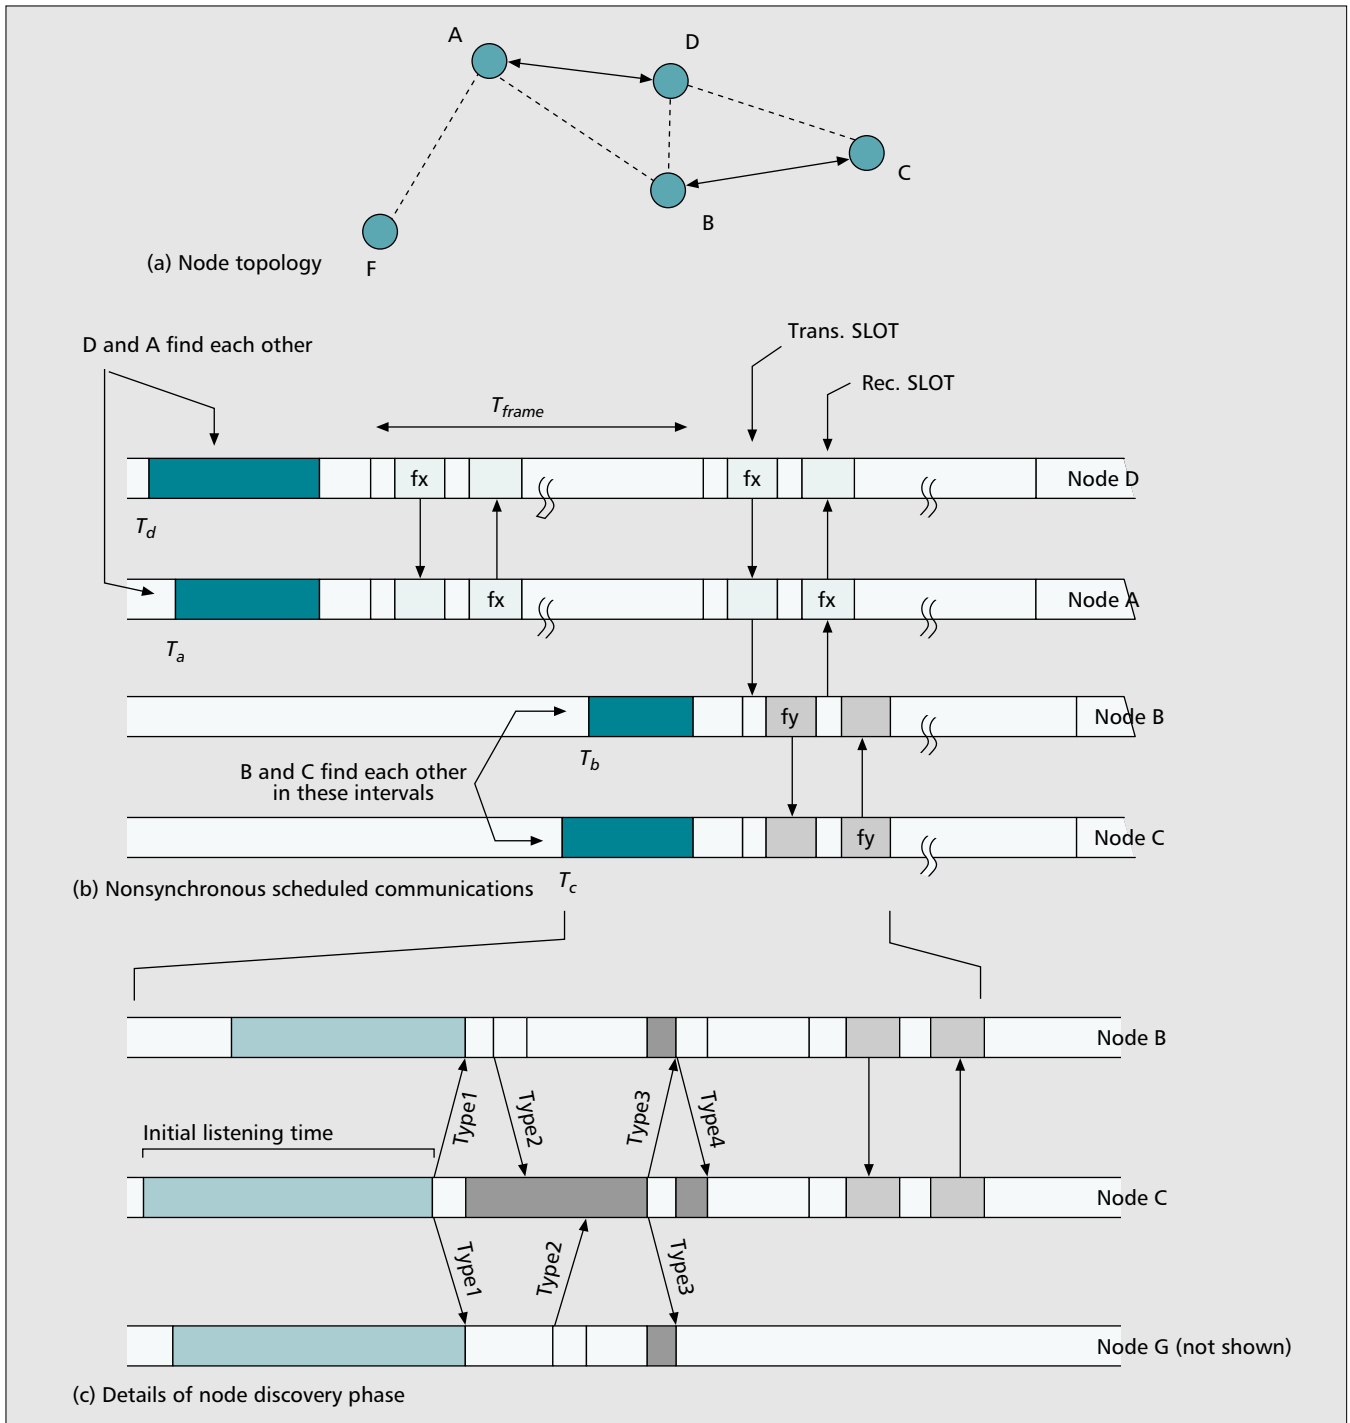 A
D
C
B
F
(a) Node topology
Trans. SLOT
D and A find each other
Rec. SLOT
Tframe
fx
fx
Node D
Td
fx
fx
Node A
Ta
fy
Node B
Tb
B and C find each other
in these intervals
fy
Node C
Tc
(b) Nonsynchronous scheduled communications
Node B
Type1
Type2
Type3
Type4
Initial listening time
Node C
Type1
Type2
Type3
Node G (not shown)
(c) Details of node discovery phase